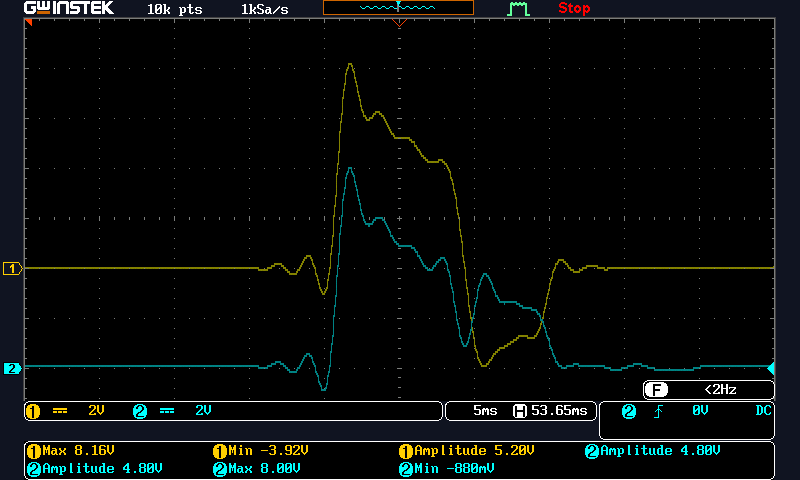 GWINSTEK 10k pts 1kSa/s Stop
1
2
F <2Hz
1 2V 2 2V 5ms H 53.65ms 2 0V DC
1 Max 8.16V 1 Min -3.92V 1 Amplitude 5.20V 2 Amplitude 4.80V
2 Amplitude 4.80V 2 Max 8.00V 2 Min -880mV